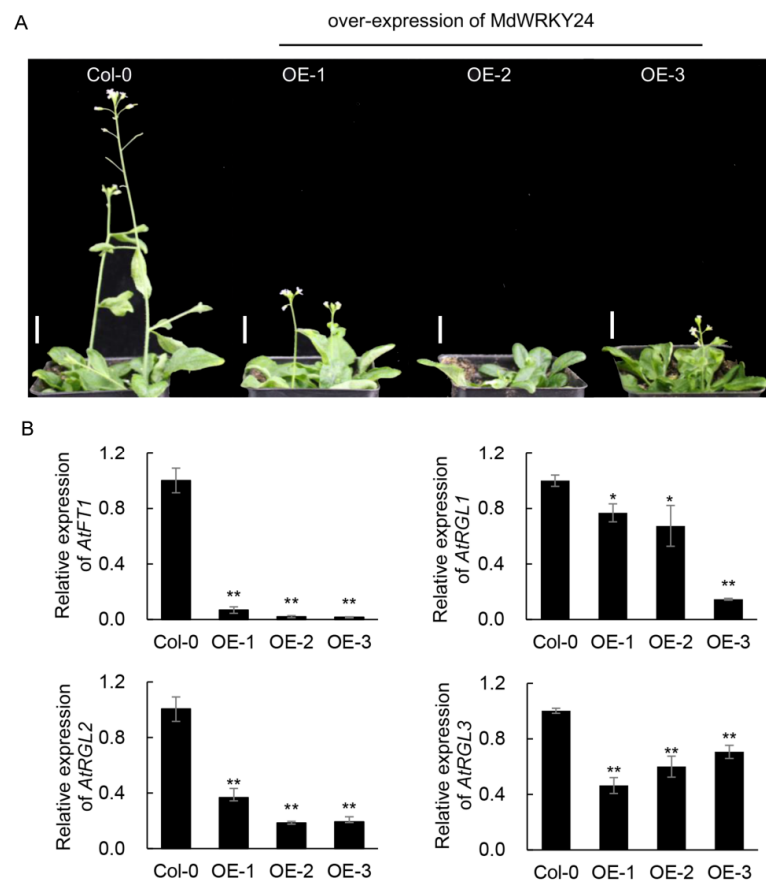 A
over-expression of MdWRKY24
Col-0 OE-1 OE-2 OE-3
B
Relative expression
of AtFT1
1.2
0.8
0.4
0.0
** ** **
Col-0 OE-1 OE-2 OE-3
Relative expression
of AtRGL1
1.2
0.8
0.4
0.0
* * **
Col-0 OE-1 OE-2 OE-3
Relative expression
of AtRGL2
1.2
0.8
0.4
0.0
** ** **
Col-0 OE-1 OE-2 OE-3
Relative expression
of AtRGL3
1.2
0.8
0.4
0.0
** ** **
Col-0 OE-1 OE-2 OE-3